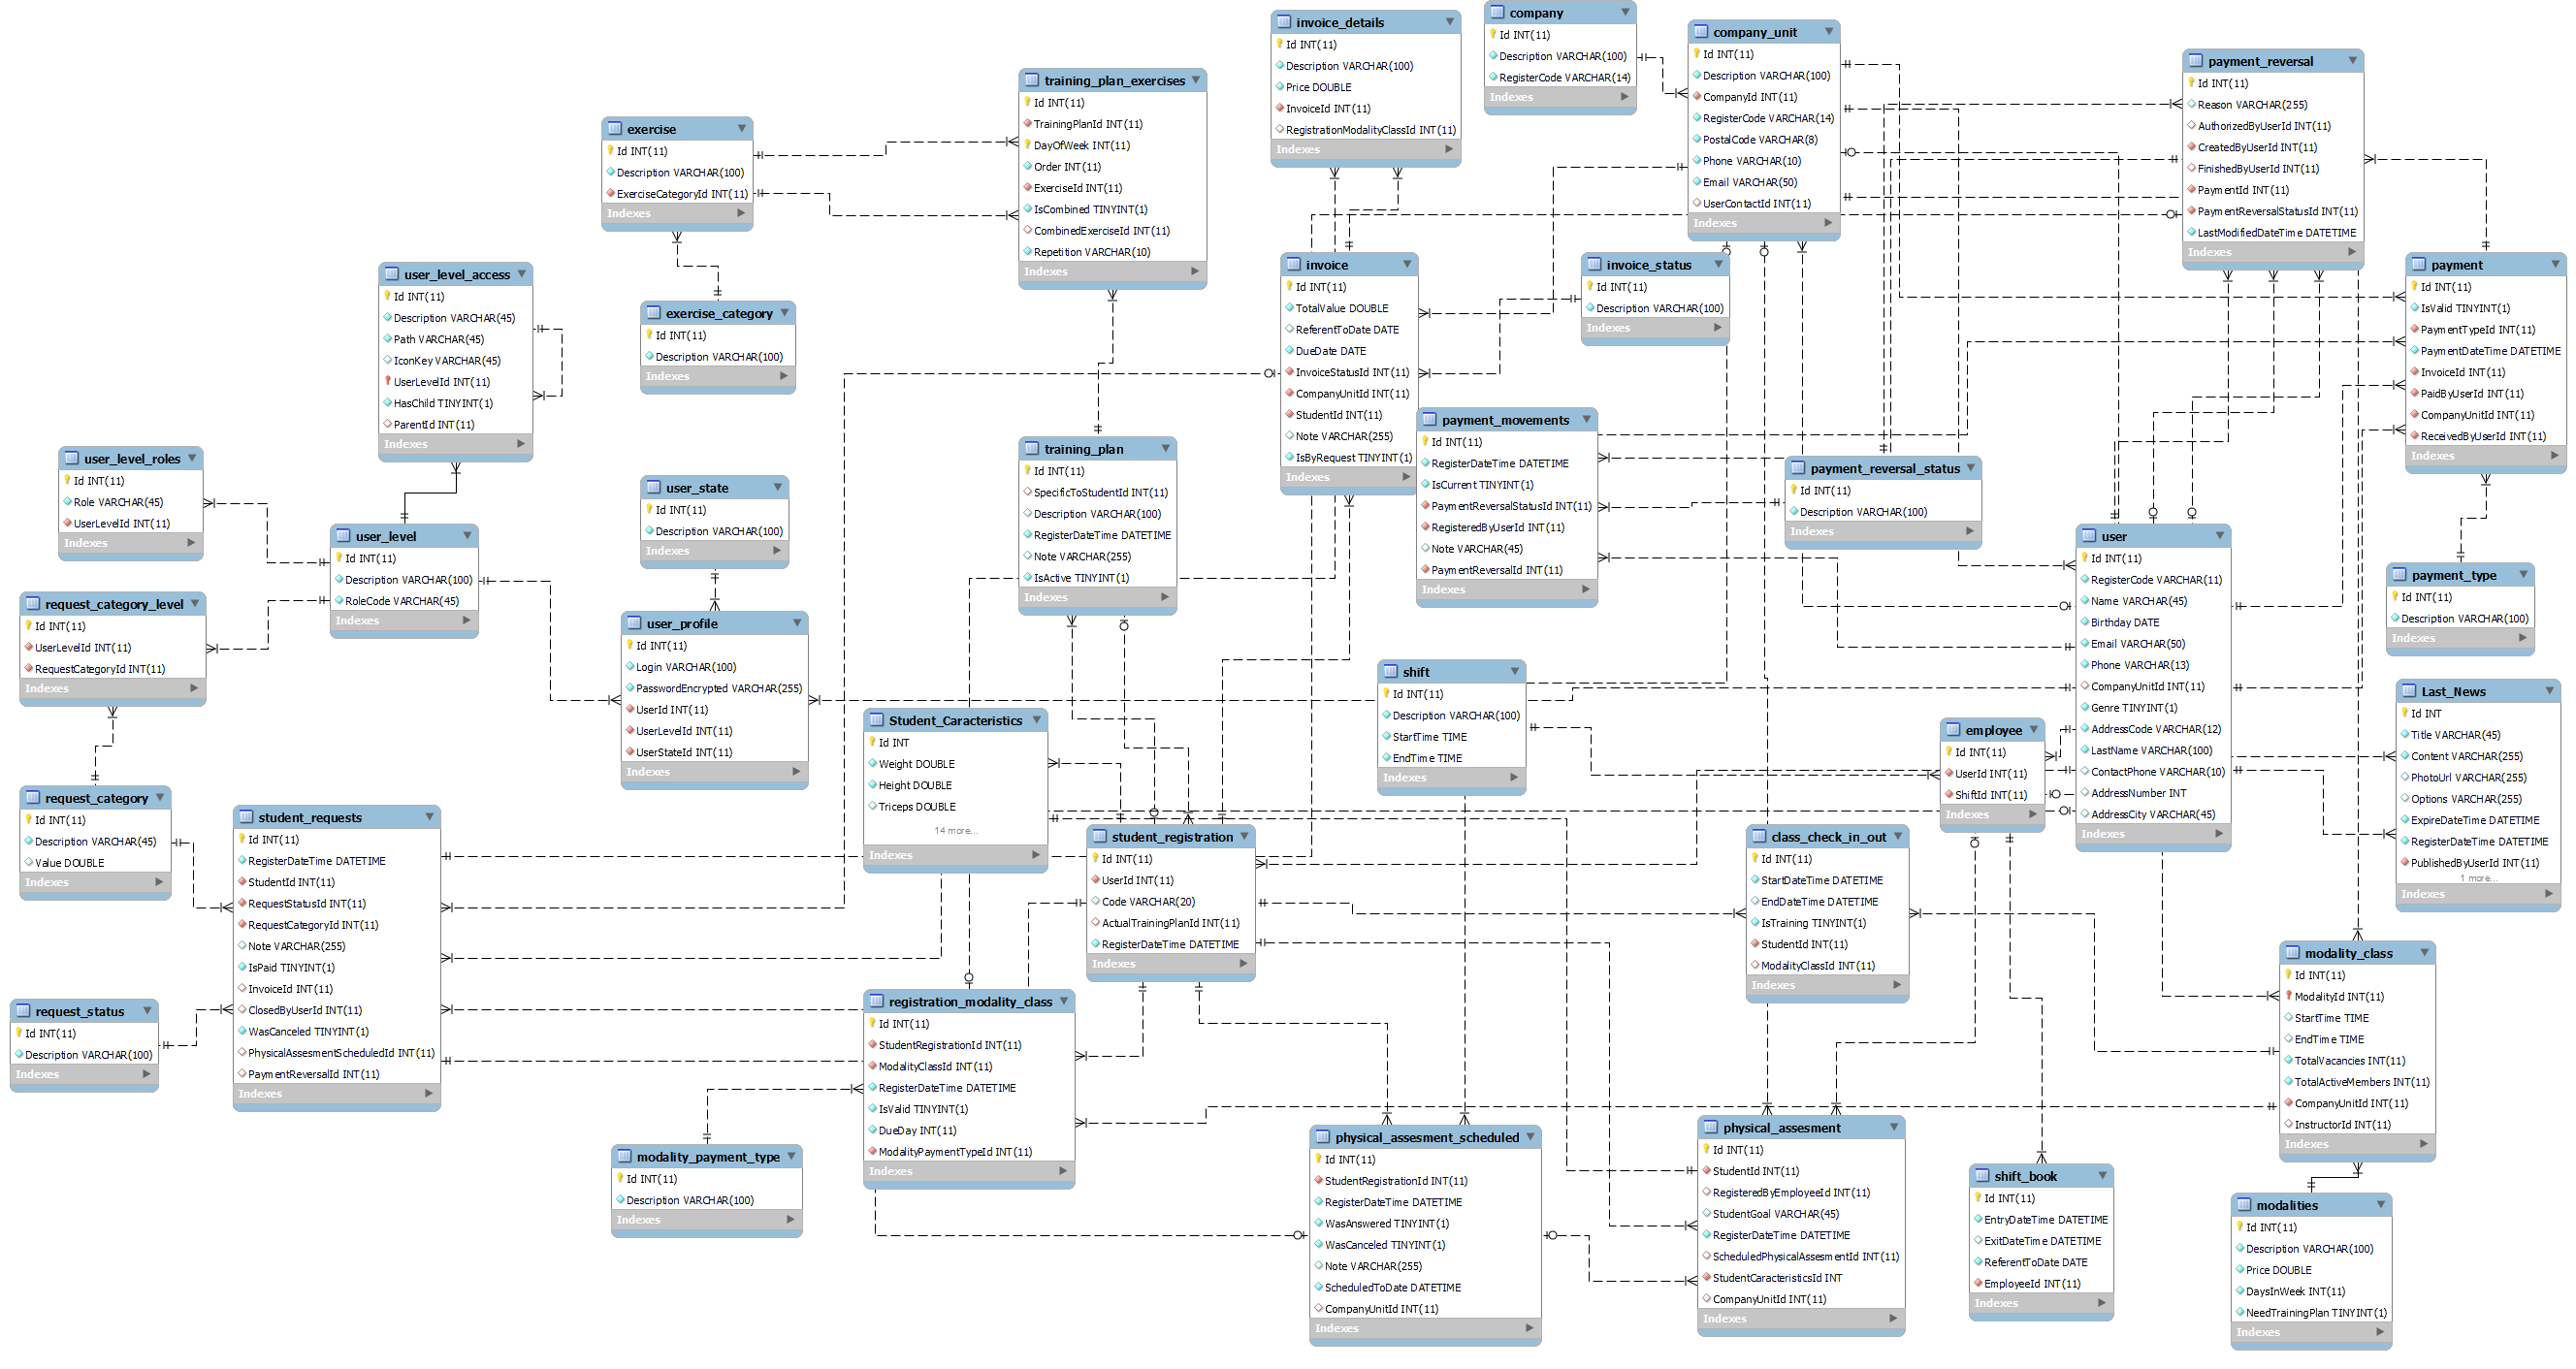 invoice_details
Id INT(11)
Description VARCHAR(100)
Price DOUBLE
InvoiceId INT(11)
RegistrationModalityClassId INT(11)
Indexes
company
Id INT(11)
Description VARCHAR(100)
RegisterCode VARCHAR(14)
Indexes
company_unit
Id INT(11)
Description VARCHAR(100)
CompanyId INT(11)
RegisterCode VARCHAR(14)
PostalCode VARCHAR(8)
Phone VARCHAR(10)
Email VARCHAR(50)
UserContactId INT(11)
Indexes
payment_reversal
Id INT(11)
Reason VARCHAR(255)
AuthorizedByUserId INT(11)
CreatedByUserId INT(11)
FinishedByUserId INT(11)
PaymentId INT(11)
PaymentReversalStatusId INT(11)
LastModifiedDateTime DATETIME
Indexes
training_plan_exercises
Id INT(11)
TrainingPlanId INT(11)
DayOfWeek INT(11)
Order INT(11)
ExerciseId INT(11)
IsCombined TINYINT(1)
CombinedExerciseId INT(11)
Repetition VARCHAR(10)
Indexes
exercise
Id INT(11)
Description VARCHAR(100)
ExerciseCategoryId INT(11)
Indexes
user_level_access
Id INT(11)
Description VARCHAR(45)
Path VARCHAR(45)
IconKey VARCHAR(45)
UserLevelId INT(11)
HasChild TINYINT(1)
ParentId INT(11)
Indexes
exercise_category
Id INT(11)
Description VARCHAR(100)
Indexes
invoice
Id INT(11)
TotalValue DOUBLE
ReferentToDate DATE
DueDate DATE
InvoiceStatusId INT(11)
CompanyUnitId INT(11)
StudentId INT(11)
Note VARCHAR(255)
IsByRequest TINYINT(1)
Indexes
invoice_status
Id INT(11)
Description VARCHAR(100)
Indexes
payment
Id INT(11)
IsValid TINYINT(1)
PaymentTypeId INT(11)
PaymentDateTime DATETIME
InvoiceId INT(11)
PaidByUserId INT(11)
CompanyUnitId INT(11)
ReceivedByUserId INT(11)
Indexes
payment_movements
Id INT(11)
RegisterDateTime DATETIME
IsCurrent TINYINT(1)
PaymentReversalStatusId INT(11)
RegisteredByUserId INT(11)
Note VARCHAR(45)
PaymentReversalId INT(11)
Indexes
training_plan
Id INT(11)
SpecificToStudentId INT(11)
Description VARCHAR(100)
RegisterDateTime DATETIME
Note VARCHAR(255)
IsActive TINYINT(1)
Indexes
payment_reversal_status
Id INT(11)
Description VARCHAR(100)
Indexes
user_level_roles
Id INT(11)
Role VARCHAR(45)
UserLevelId INT(11)
Indexes
user_state
Id INT(11)
Description VARCHAR(100)
Indexes
user_level
Id INT(11)
Description VARCHAR(100)
RoleCode VARCHAR(45)
Indexes
user
Id INT(11)
RegisterCode VARCHAR(11)
Name VARCHAR(45)
Birthday DATE
Email VARCHAR(50)
Phone VARCHAR(13)
CompanyUnitId INT(11)
Genre TINYINT(1)
AddressCode VARCHAR(12)
LastName VARCHAR(100)
ContactPhone VARCHAR(10)
AddressNumber INT
AddressCity VARCHAR(45)
Indexes
payment_type
Id INT(11)
Description VARCHAR(100)
Indexes
request_category_level
Id INT(11)
UserLevelId INT(11)
RequestCategoryId INT(11)
Indexes
user_profile
Id INT(11)
Login VARCHAR(100)
PasswordEncrypted VARCHAR(255)
UserId INT(11)
UserLevelId INT(11)
UserStateId INT(11)
Indexes
shift
Id INT(11)
Description VARCHAR(100)
StartTime TIME
EndTime TIME
Indexes
Last_News
Id INT
Title VARCHAR(45)
Content VARCHAR(255)
PhotoUrl VARCHAR(255)
Options VARCHAR(255)
ExpireDateTime DATETIME
RegisterDateTime DATETIME
PublishedByUserId INT(11)
1 more...
Indexes
Student_Caracteristics
Id INT
Weight DOUBLE
Height DOUBLE
Triceps DOUBLE
14 more...
Indexes
employee
Id INT(11)
UserId INT(11)
ShiftId INT(11)
Indexes
request_category
Id INT(11)
Description VARCHAR(45)
Value DOUBLE
Indexes
student_requests
Id INT(11)
RegisterDateTime DATETIME
StudentId INT(11)
RequestStatusId INT(11)
RequestCategoryId INT(11)
Note VARCHAR(255)
IsPaid TINYINT(1)
InvoiceId INT(11)
ClosedByUserId INT(11)
WasCanceled TINYINT(1)
PhysicalAssesmentScheduledId INT(11)
PaymentReversalId INT(11)
Indexes
student_registration
Id INT(11)
UserId INT(11)
Code VARCHAR(20)
ActualTrainingPlanId INT(11)
RegisterDateTime DATETIME
Indexes
class_check_in_out
Id INT(11)
StartDateTime DATETIME
EndDateTime DATETIME
IsTraining TINYINT(1)
StudentId INT(11)
ModalityClassId INT(11)
Indexes
modality_class
Id INT(11)
ModalityId INT(11)
StartTime TIME
EndTime TIME
TotalVacancies INT(11)
TotalActiveMembers INT(11)
CompanyUnitId INT(11)
InstructorId INT(11)
Indexes
request_status
Id INT(11)
Description VARCHAR(100)
Indexes
registration_modality_class
Id INT(11)
StudentRegistrationId INT(11)
ModalityClassId INT(11)
RegisterDateTime DATETIME
IsValid TINYINT(1)
DueDay INT(11)
ModalityPaymentTypeId INT(11)
Indexes
modality_payment_type
Id INT(11)
Description VARCHAR(100)
Indexes
physical_assesment_scheduled
Id INT(11)
StudentRegistrationId INT(11)
RegisterDateTime DATETIME
WasAnswered TINYINT(1)
WasCanceled TINYINT(1)
Note VARCHAR(255)
ScheduledToDate DATETIME
CompanyUnitId INT(11)
Indexes
physical_assesment
Id INT(11)
StudentId INT(11)
RegisteredByEmployeeId INT(11)
StudentGoal VARCHAR(45)
RegisterDateTime DATETIME
ScheduledPhysicalAssesmentId INT(11)
StudentCaracteristicsId INT
CompanyUnitId INT(11)
Indexes
shift_book
Id INT(11)
EntryDateTime DATETIME
ExitDateTime DATETIME
ReferentToDate DATE
EmployeeId INT(11)
Indexes
modalities
Id INT(11)
Description VARCHAR(100)
Price DOUBLE
DaysInWeek INT(11)
NeedTrainingPlan TINYINT(1)
Indexes